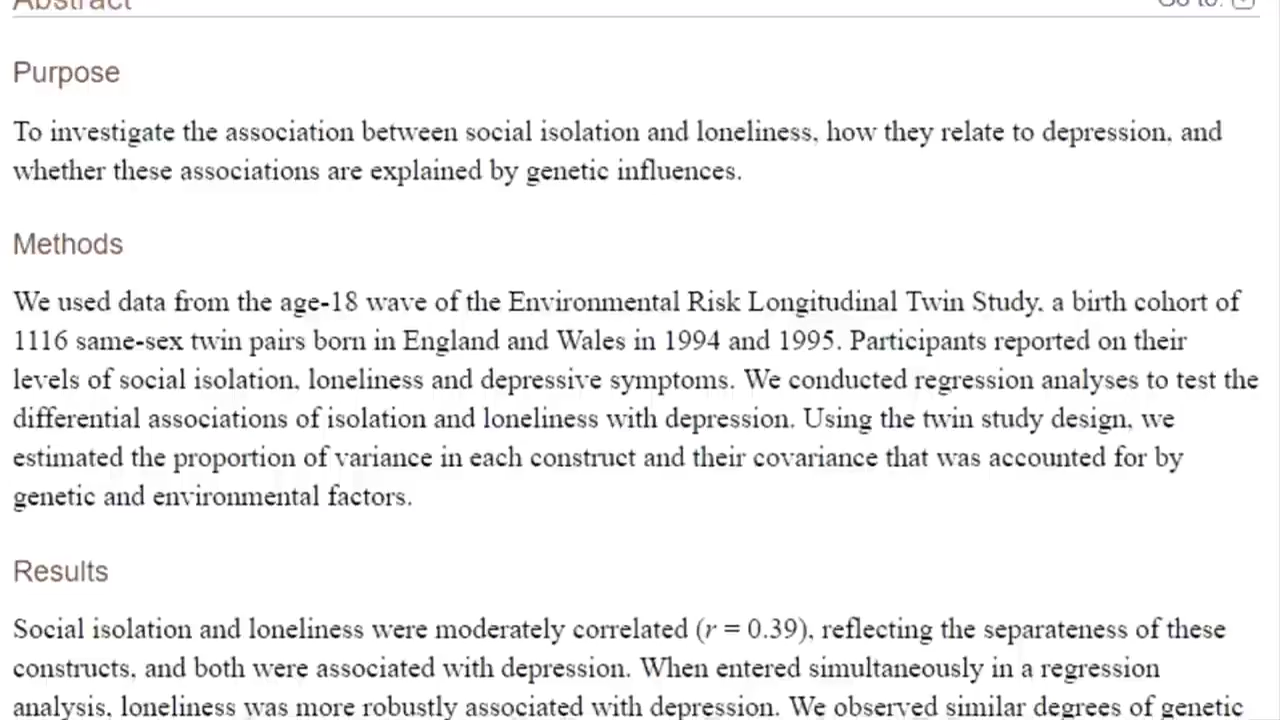 Abstract
Go to:
Purpose
To investigate the association between social isolation and loneliness, how they relate to depression, and
whether these associations are explained by genetic influences.
Methods
We used data from the age-18 wave of the Environmental Risk Longitudinal Twin Study, a birth cohort of
1116 same-sex twin pairs born in England and Wales in 1994 and 1995. Participants reported on their
levels of social isolation, loneliness and depressive symptoms. We conducted regression analyses to test the
differential associations of isolation and loneliness with depression. Using the twin study design, we
estimated the proportion of variance in each construct and their covariance that was accounted for by
genetic and environmental factors.
Results
Social isolation and loneliness were moderately correlated (r = 0.39), reflecting the separateness of these
constructs, and both were associated with depression. When entered simultaneously in a regression
analysis, loneliness was more robustly associated with depression. We observed similar degrees of genetic